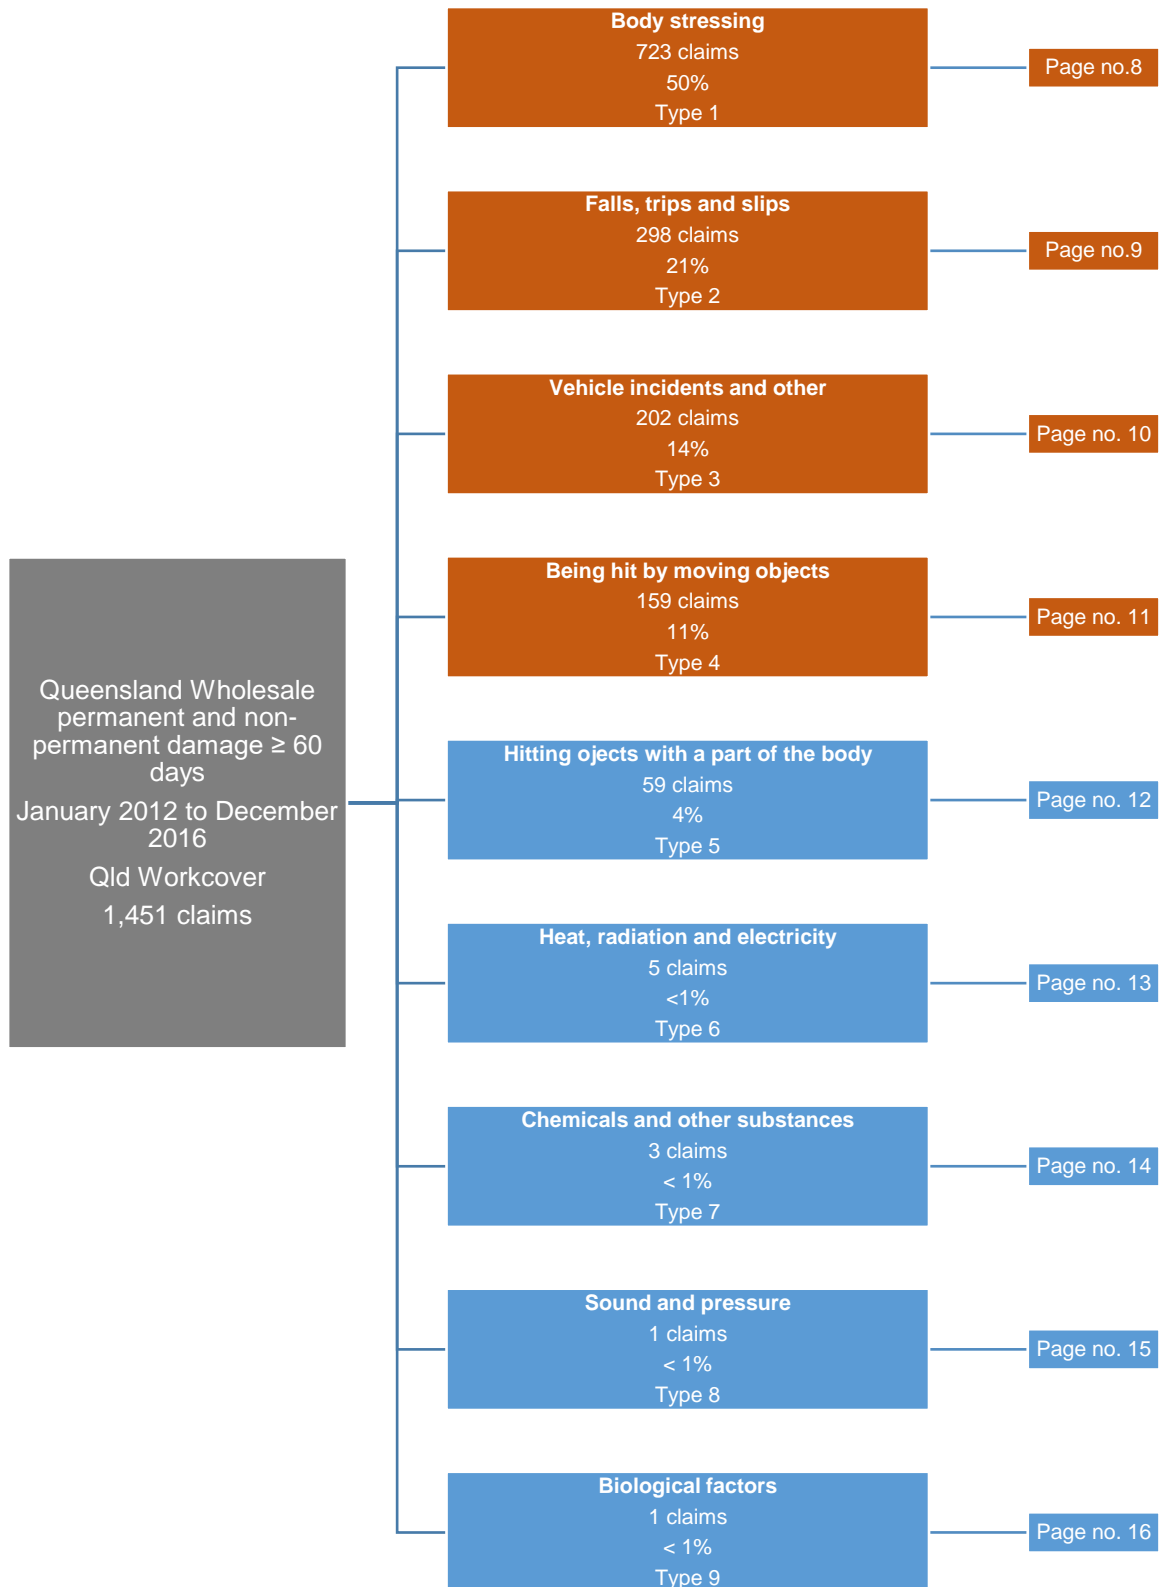 Body stressing
723 claims
50%
Type 1
Page no.8
Falls, trips and slips
298 claims
21%
Type 2
Page no.9
Vehicle incidents and other
202 claims
14%
Type 3
Page no. 10
Being hit by moving objects
159 claims
11%
Type 4
Page no. 11
Queensland Wholesale
permanent and non-
permanent damage ≥ 60
days
January 2012 to December
2016
Qld Workcover
1,451 claims
Hitting ojects with a part of the body
59 claims
4%
Type 5
Page no. 12
Heat, radiation and electricity
5 claims
<1%
Type 6
Page no. 13
Chemicals and other substances
3 claims
< 1%
Type 7
Page no. 14
Sound and pressure
1 claims
< 1%
Type 8
Page no. 15
Biological factors
1 claims
< 1%
Type 9
Page no. 16